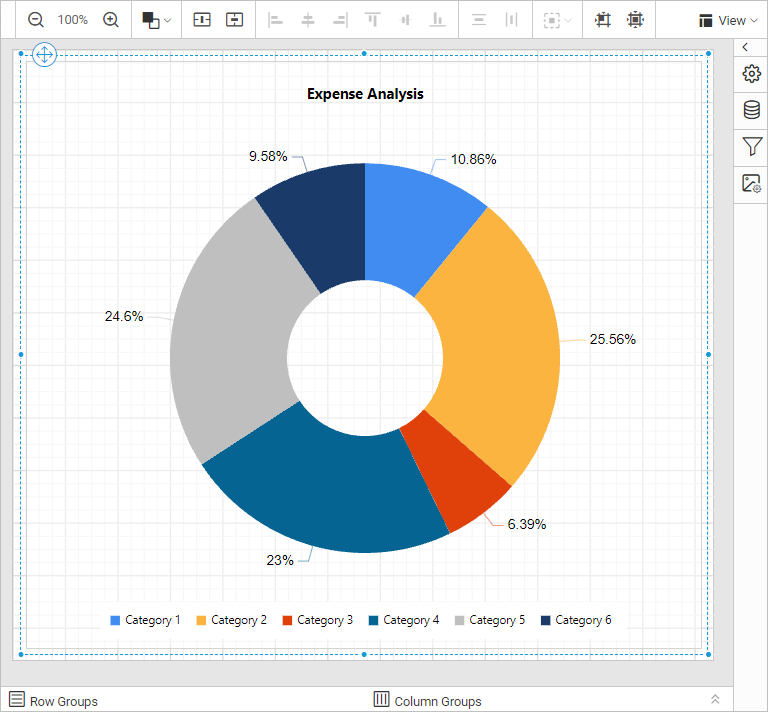 100%
View
Expense Analysis
9.58%
10.86%
24.6%
25.56%
6.39%
23%
Category 1 Category 2 Category 3 Category 4 Category 5 Category 6
Row Groups Column Groups